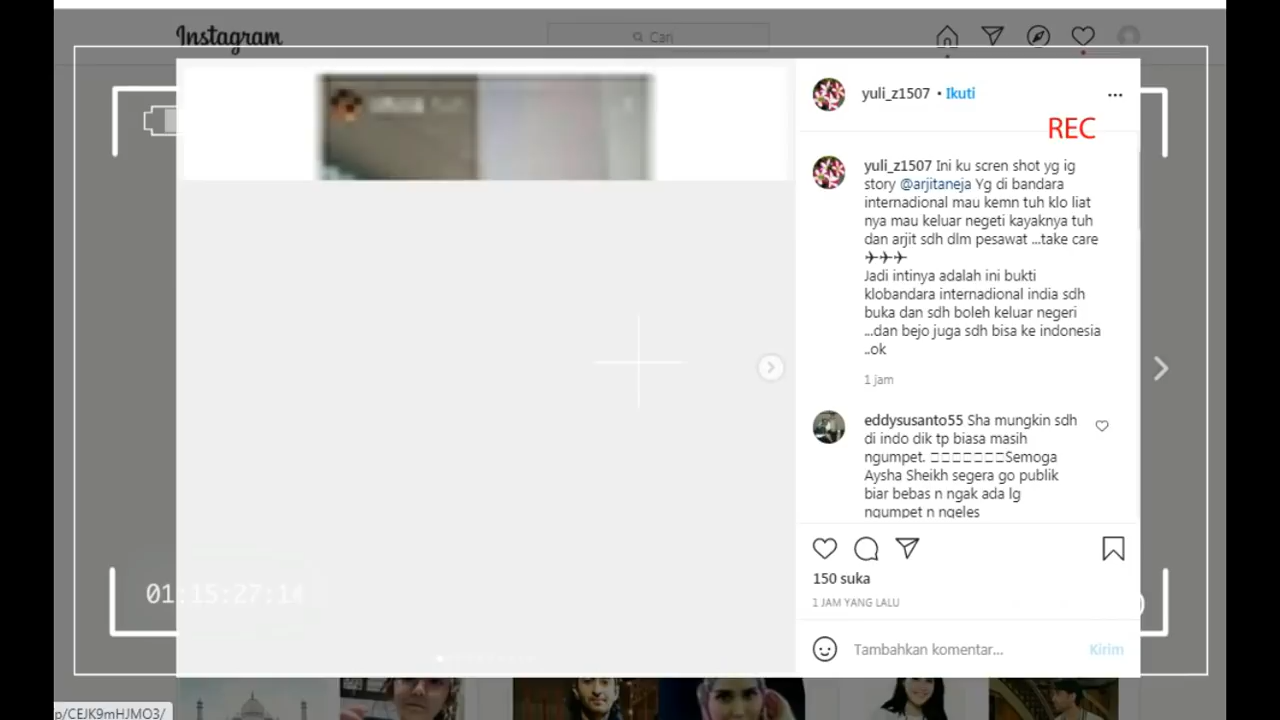 Instagram
Cari
yuli_z1507 • Ikuti
REC
yuli_z1507 Ini ku scren shot yg ig
story @arjitaneja Yg di bandara
internadional mau kemn tuh klo liat
nya mau keluar negeti kayaknya tuh
dan arjit sdh dlm pesawat ...take care
✈✈✈
Jadi intinya adalah ini bukti
klobandara internadional india sdh
buka dan sdh boleh keluar negeri
...dan bejo juga sdh bisa ke indonesia
..ok
1 jam
eddysusanto55 Sha mungkin sdh
di indo dik tp biasa masih
ngumpet. Semoga
Aysha Sheikh segera go publik
biar bebas n ngak ada lg
ngumpet n ngeles
150 suka
1 JAM YANG LALU
Tambahkan komentar... Kirim
01:15:27:14
p/CEJK9mHJMO3/